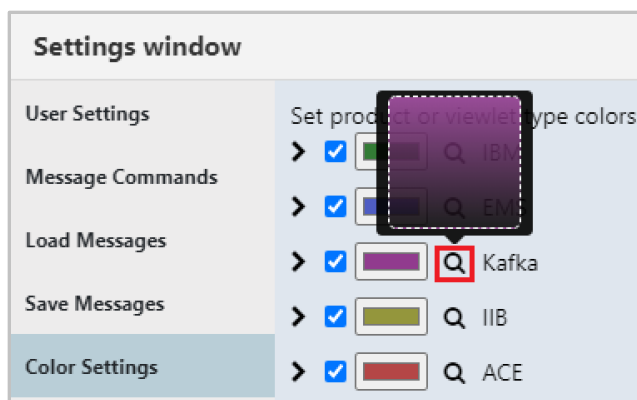 Settings window
User Settings
Message Commands
Load Messages
Save Messages
Color Settings
Set product or viewlet type colors
IBM
EMS
Kafka
IIB
ACE